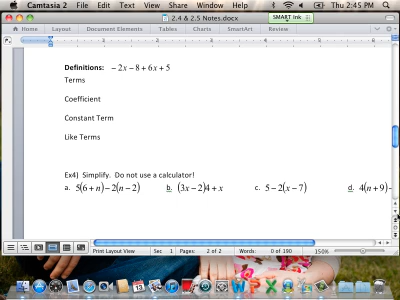 Camtasia 2 File Edit View Share Window Help Thu 2:45 PM
2.4 & 2.5 Notes.docx SMART Ink
Home Layout Document Elements Tables Charts SmartArt Review
Definitions: −2x−8+6x+5
Terms
Coefficient
Constant Term
Like Terms
Ex4) Simplify. Do not use a calculator!
a. 5(6+n)−2(n−2) b. (3x−2)4+x c. 5−2(x−7) d. 4(n+9)−
Print Layout View Sec 1 Pages: 2 of 2 Words: 0 of 190 150%